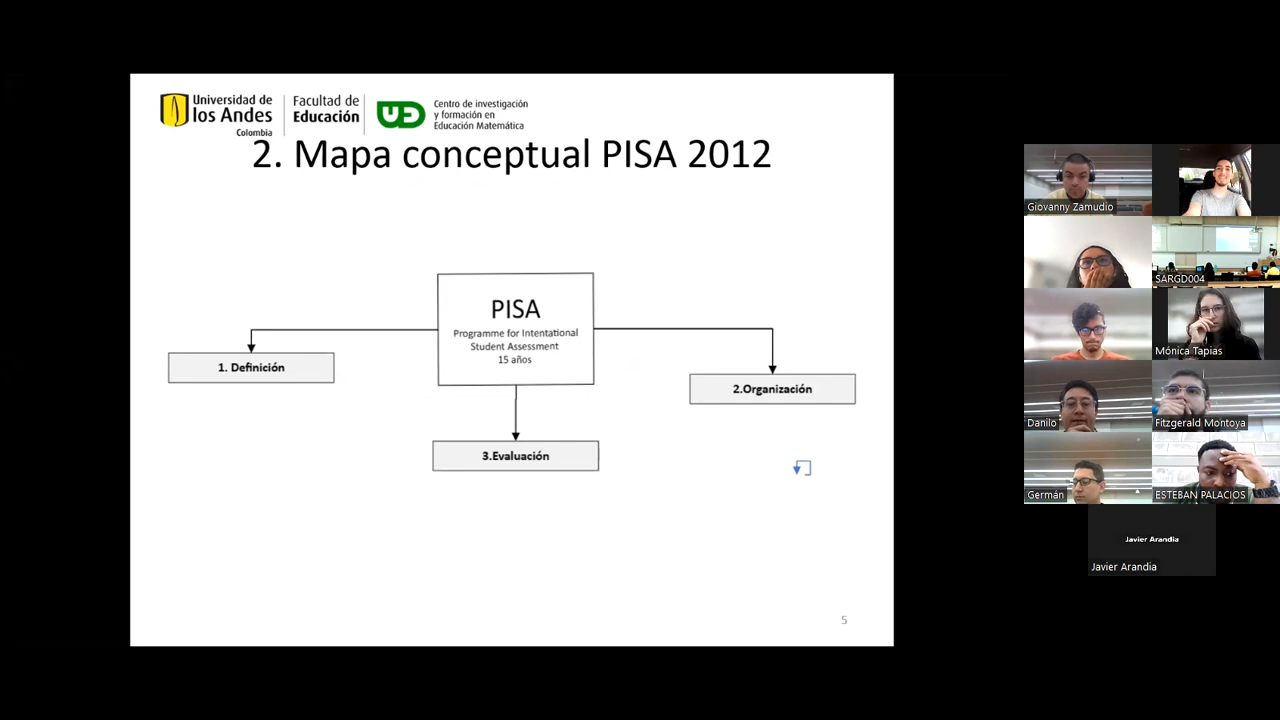 Universidad de
los Andes
Colombia
Facultad de
Educación
UD
Centro de investigación
y formación en
Educación Matemática
2. Mapa conceptual PISA 2012
PISA
Programme for Intentational
Student Assessment
15 años
1. Definición
2.Organización
3.Evaluación
5
Giovanny Zamudio
SARGD004
Mónica Tapias
Danilo
Fitzgerald Montoya
Germán
ESTEBAN PALACIOS
Javier Arandia
Javier Arandia